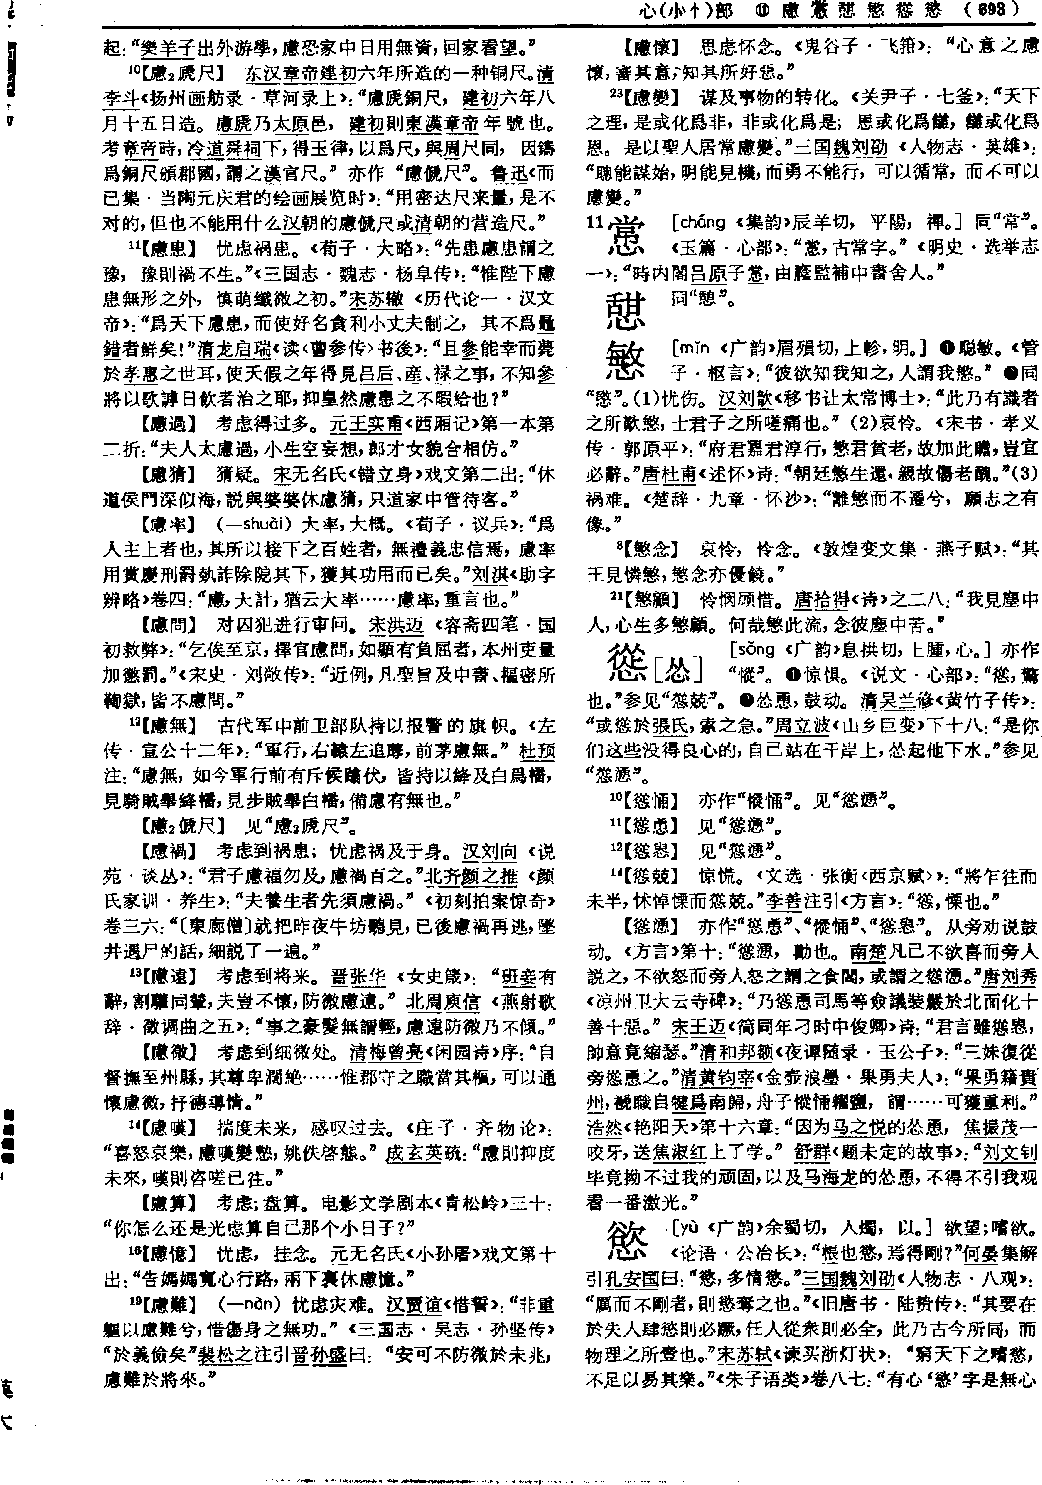 心(小忄)部 ⑪ 慮 慐 憇 慜 慫 慾 (693)
起:“樂羊子出外游學,慮恐家中日用無資,回家看望。”
¹⁰【慮₂虒尺】 东汉章帝建初六年所造的一种铜尺。清
李斗《扬州画舫录·草河录上》:“慮虒銅尺, 建初六年八
月十五日造。慮虒乃太原邑, 建初則東漢章帝年號也。
考章帝時,冷道舜祠下,得玉律,以爲尺,與周尺同, 因鑄
爲銅尺頒郡國,謂之漢官尺。”亦作“慮俿尺”。鲁迅《而
已集·当陶元庆君的绘画展览时》:“用密达尺来量,是不
对的,但也不能用什么汉朝的慮俿尺或清朝的营造尺。”
¹¹【慮患】 忧虑祸患。《荀子·大略》:“先患慮患謂之
豫, 豫則禍不生。”《三国志·魏志·杨阜传》:“惟陛下慮
患無形之外, 慎萌纖微之初。”宋苏辙《历代论一·汉文
帝》:“爲天下慮患,而使好名貪利小丈夫制之, 其不爲鼂
錯者鮮矣!”清龙启瑞《读〈曹参传〉书後》:“且参能幸而薨
於孝惠之世耳,使天假之年得見吕后、産、禄之事,不知参
將以歌謼日飲者治之耶,抑皇然慮患之不暇給也?”
【慮過】 考虑得过多。元王实甫《西厢记》第一本第
二折:“夫人太慮過,小生空妄想,郎才女貌合相仿。”
【慮猜】 猜疑。宋无名氏《错立身》戏文第二出:“休
道侯門深似海,説與婆婆休慮猜,只道家中管待客。”
【慮率】 (—shuài)大率,大概。《荀子·议兵》:“爲
人主上者也,其所以接下之百姓者, 無禮義忠信焉, 慮率
用賞慶刑罰埶詐除阸其下,獲其功用而已矣。”刘淇《助字
辨略》卷四:“慮,大計,猶云大率……慮率,重言也。”
【慮問】 对囚犯进行审问。宋洪迈《容斋四笔·国
初救弊》:“乞俟至京,擇官慮問,如顯有負屈者,本州吏量
加懲罰。”《宋史·刘敞传》:“近例,凡聖旨及中書、樞密所
鞠獄,皆不慮問。”
¹²【慮無】 古代军中前卫部队持以报警的旗帜。《左
传·宣公十二年》:“軍行,右轅左追蓐,前茅慮無。”杜预
注:“慮無, 如今軍行前有斥候蹹伏, 皆持以絳及白爲幡,
見騎賊舉絳幡,見步賊舉白幡,備慮有無也。”
【慮₂俿尺】 见“慮₂虒尺”。
【慮禍】 考虑到祸患; 忧虑祸及于身。汉刘向《说
苑·谈丛》:“君子慮福勿及,慮禍百之。”北齐颜之推《颜
氏家训·养生》:“夫養生者先須慮禍。”《初刻拍案惊奇》
卷三六:“〔東廊僧〕就把昨夜牛坊聽見,已後慮禍再逃,墜
井遇尸的話,細説了一遍。”
¹³【慮遠】 考虑到将来。晋张华《女史箴》: “班妾有
辭,割驩同輦,夫豈不懷,防微慮遠。”北周庾信《燕射歌
辞·徵调曲之五》:“事之豪髮無謂輕,慮遠防微乃不傾。”
【慮微】 考虑到细微处。清梅曾亮《闲园诗》序:“自
督撫至州縣,其尊卑闊絶……惟郡守之職當其樞,可以通
懷慮微,抒德導情。”
¹⁴【慮嘆】 揣度未来, 感叹过去。《庄子·齐物论》:
“喜怒哀樂,慮嘆變慹,姚佚啓態。”成玄英疏:“慮則抑度
未來,嘆則咨嗟已往。”
【慮算】 考虑;盘算。电影文学剧本《青松岭》三十:
“你怎么还是光虑算自己那个小日子?”
¹⁶【慮憶】 忧虑, 挂念。元无名氏《小孙屠》戏文第十
出:“告媽媽寬心行路,兩下裏休慮憶。”
¹⁹【慮難】 (—nàn)忧虑灾难。汉贾谊《惜誓》:“非重
軀以慮難兮,惜傷身之無功。”《三国志·吴志·孙坚传》
“於義儉矣”裴松之注引晋孙盛曰: “安可不防微於未兆,
慮難於將來。”
【慮懷】 思虑怀念。《鬼谷子·飞箝》:“心意之慮
懷,審其意,知其所好惡。”
²³【慮變】 谋及事物的转化。《关尹子·七釜》:“天下
之理,是或化爲非,非或化爲是; 恩或化爲讎,讎或化爲
恩。是以聖人居常慮變。”三国魏刘劭《人物志·英雄》:
“聰能謀始,明能見機,而勇不能行,可以循常, 而不可以
慮變。”
11 慐 [cháng《集韵》辰羊切, 平陽, 禪。]同“常”。
《玉篇·心部》:“慐,古常字。”《明史·选举志
一》:“時内閣吕原子慐,由廕監補中書舍人。”
憇 同“憩”。
慜 [mǐn《广韵》眉殞切,上軫,明。]❶聪敏。《管
子·枢言》:“彼欲知我知之,人謂我慜。”❷同
“愍”。(1)忧伤。汉刘歆《移书让太常博士》:“此乃有識者
之所歎慜,士君子之所嗟痛也。”(2)哀怜。《宋书·孝义
传·郭原平》:“府君嘉君淳行,慜君貧老,故加此贍,豈宜
必辭。”唐杜甫《述怀》诗:“朝廷慜生還,親故傷老醜。”(3)
祸难。《楚辞·九章·怀沙》:“離慜而不遷兮, 願志之有
像。”
⁸【慜念】 哀怜, 怜念。《敦煌变文集·燕子赋》:“其
王見憐慜,慜念亦優饒。”
²¹【慜顧】 怜悯顾惜。唐拾得《诗》之二八:“我見塵中
人,心生多慜顧。何哉慜此流,念彼塵中苦。”
慫[怂] [sǒng《广韵》息拱切,上腫,心。]亦作
“㥽”。❶惊惧。《说文·心部》:“慫,驚
也。”参见“慫兢”。❷怂恿,鼓动。清吴兰修《黄竹子传》:
“或慫於張氏,索之急。”周立波《山乡巨变》下十八:“是你
们这些没得良心的,自己站在干岸上,怂起他下水。”参见
“慫慂”。
¹⁰【慫恿】 亦作“㥽恿”。见“慫慂”。
¹¹【慫悥】 见“慫慂”。
¹²【慫慂】 见“慫慂”。
¹⁴【慫兢】 惊慌。《文选·张衡〈西京赋〉》:“將乍往而
未半,怵悼慄而慫兢。”李善注引《方言》:“慫,慄也。”
【慫慂】 亦作“慫恿”、“㥽恿”、“慫慂”。从旁劝说鼓
动。《方言》第十:“慫慂, 勸也。南楚凡己不欲喜而旁人
説之,不欲怒而旁人怒之謂之食閻,或謂之慫慂。”唐刘秀
《凉州卫大云寺碑》:“乃慫慂司馬等僉議裝嚴於北面化十
善十惡。”宋王迈《简同年刁时中俊卿》诗:“君言雖慫慂,
帥意竟縮瑟。”清和邦额《夜谭随录·玉公子》:“三妹復從
旁慫慂之。”清黄钧宰《金壶浪墨·果勇夫人》:“果勇籍貴
州,觧職自犍爲南歸,舟子㥽恿糴鹽, 謂……可獲重利。”
浩然《艳阳天》第十六章:“因为马之悦的怂恿, 焦振茂一
咬牙,送焦淑红上了学。” 舒群《题未定的故事》:“刘文钊
毕竟拗不过我的顽固,以及马海龙的怂恿,不得不引我观
看一番激光。”
慾 [yù《广韵》余蜀切, 入燭, 以。]欲望;嗜欲。
《论语·公冶长》:“棖也慾,焉得剛?”何晏集解
引孔安国曰:“慾,多情慾。”三国魏刘劭《人物志·八观》:
“厲而不剛者,則慾奪之也。”《旧唐书·陆贽传》:“其要在
於失人肆慾則必蹶,任人從衆則必全, 此乃古今所同, 而
物理之所壹也。”宋苏轼《谏买浙灯状》: “窮天下之嗜慾,
不足以易其樂。”《朱子语类》卷八七:“有心‘慾’字是無心